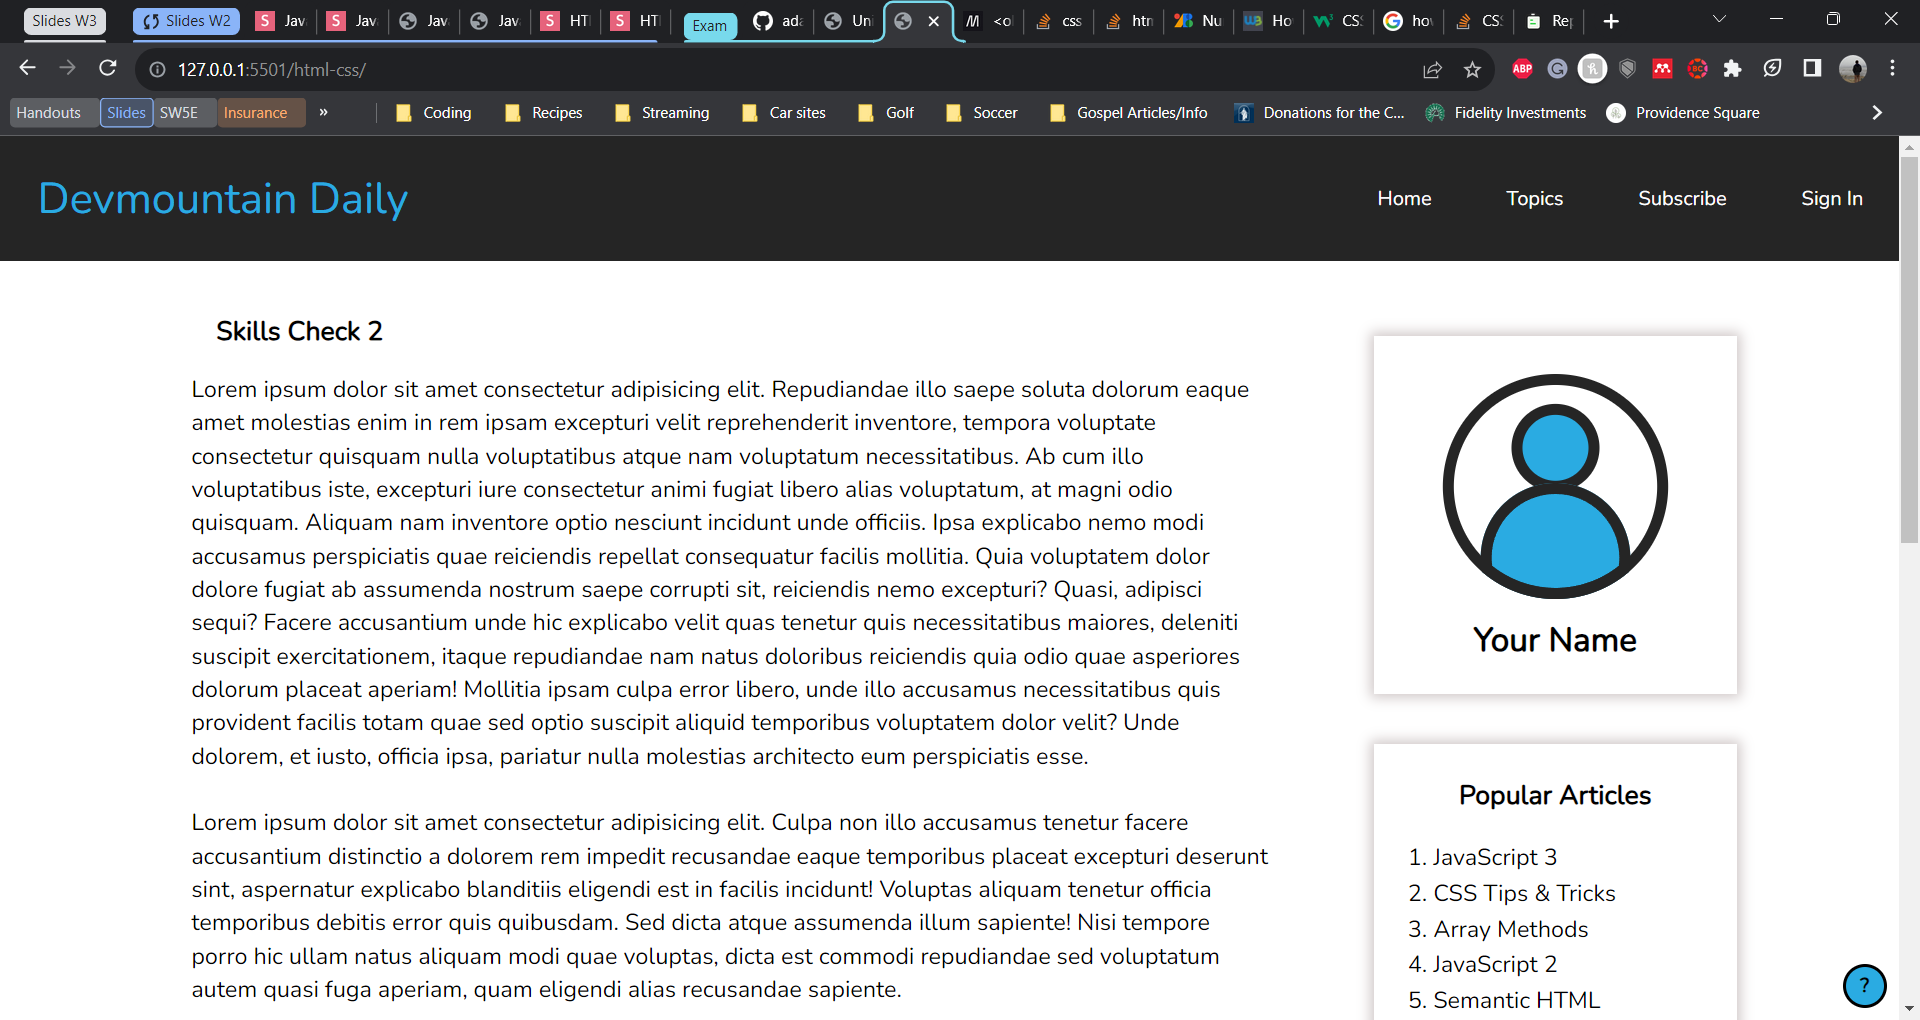 Slides W3 Slides W2 S Jav S Jav Jav Jav S HTI S HTI Exam ada Uni <o css htm Nu Ho CSS G how CSS Rep
127.0.0.1:5501/html-css/
ABP
Handouts Slides SW5E Insurance » Coding Recipes Streaming Car sites Golf Soccer Gospel Articles/Info Donations for the C... Fidelity Investments Providence Square
Devmountain Daily
Home Topics Subscribe Sign In
Skills Check 2
Lorem ipsum dolor sit amet consectetur adipisicing elit. Repudiandae illo saepe soluta dolorum eaque
amet molestias enim in rem ipsam excepturi velit reprehenderit inventore, tempora voluptate
consectetur quisquam nulla voluptatibus atque nam voluptatum necessitatibus. Ab cum illo
voluptatibus iste, excepturi iure consectetur animi fugiat libero alias voluptatum, at magni odio
quisquam. Aliquam nam inventore optio nesciunt incidunt unde officiis. Ipsa explicabo nemo modi
accusamus perspiciatis quae reiciendis repellat consequatur facilis mollitia. Quia voluptatem dolor
dolore fugiat ab assumenda nostrum saepe corrupti sit, reiciendis nemo excepturi? Quasi, adipisci
sequi? Facere accusantium unde hic explicabo velit quas tenetur quis necessitatibus maiores, deleniti
suscipit exercitationem, itaque repudiandae nam natus doloribus reiciendis quia odio quae asperiores
dolorum placeat aperiam! Mollitia ipsam culpa error libero, unde illo accusamus necessitatibus quis
provident facilis totam quae sed optio suscipit aliquid temporibus voluptatem dolor velit? Unde
dolorem, et iusto, officia ipsa, pariatur nulla molestias architecto eum perspiciatis esse.
Lorem ipsum dolor sit amet consectetur adipisicing elit. Culpa non illo accusamus tenetur facere
accusantium distinctio a dolorem rem impedit recusandae eaque temporibus placeat excepturi deserunt
sint, aspernatur explicabo blanditiis eligendi est in facilis incidunt! Voluptas aliquam tenetur officia
temporibus debitis error quis quibusdam. Sed dicta atque assumenda illum sapiente! Nisi tempore
porro hic ullam natus aliquam modi quae voluptas, dicta est commodi repudiandae sed voluptatum
autem quasi fuga aperiam, quam eligendi alias recusandae sapiente.
Your Name
Popular Articles
1. JavaScript 3
2. CSS Tips & Tricks
3. Array Methods
4. JavaScript 2
5. Semantic HTML
?